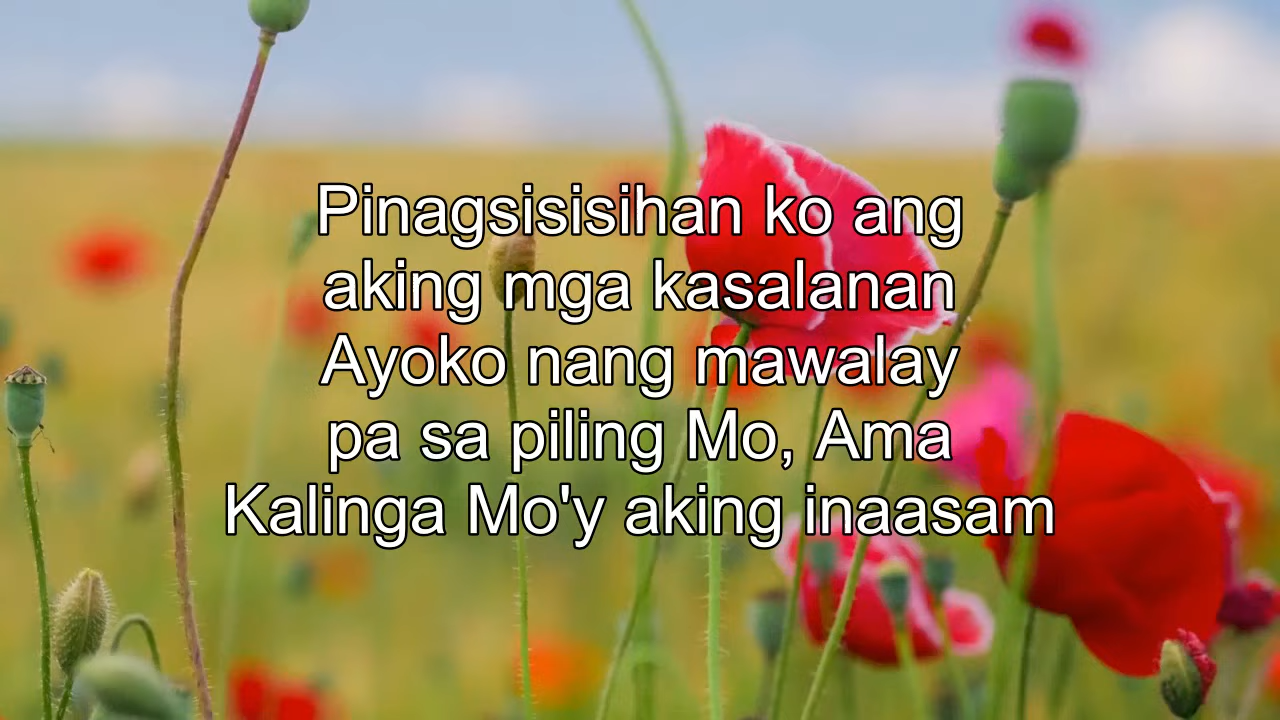 Pinagsisisihan ko ang
aking mga kasalanan
Ayoko nang mawalay
pa sa piling Mo, Ama
Kalinga Mo'y aking inaasam